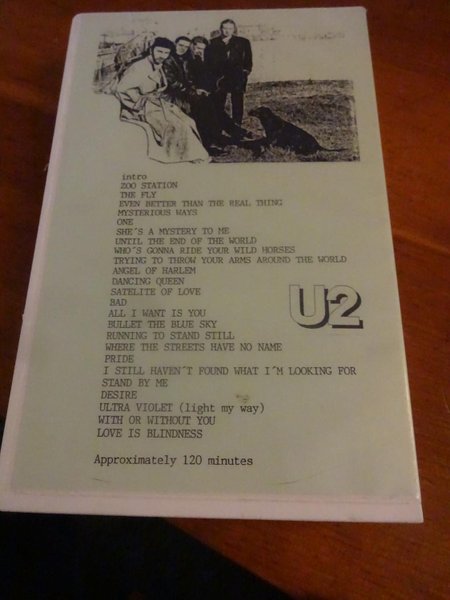 intro
ZOO STATION
THE FLY
EVEN BETTER THAN THE REAL THING
MYSTERIOUS WAYS
ONE
SHE'S A MYSTERY TO ME
UNTIL THE END OF THE WORLD
WHO'S GONNA RIDE YOUR WILD HORSES
TRYING TO THROW YOUR ARMS AROUND THE WORLD
ANGEL OF HARLEM
DANCING QUEEN
SATELITE OF LOVE
BAD
ALL I WANT IS YOU
BULLET THE BLUE SKY
RUNNING TO STAND STILL
WHERE THE STREETS HAVE NO NAME
PRIDE
I STILL HAVEN´T FOUND WHAT I´M LOOKING FOR
STAND BY ME
DESIRE
ULTRA VIOLET (light my way)
WITH OR WITHOUT YOU
LOVE IS BLINDNESS
U2
Approximately 120 minutes